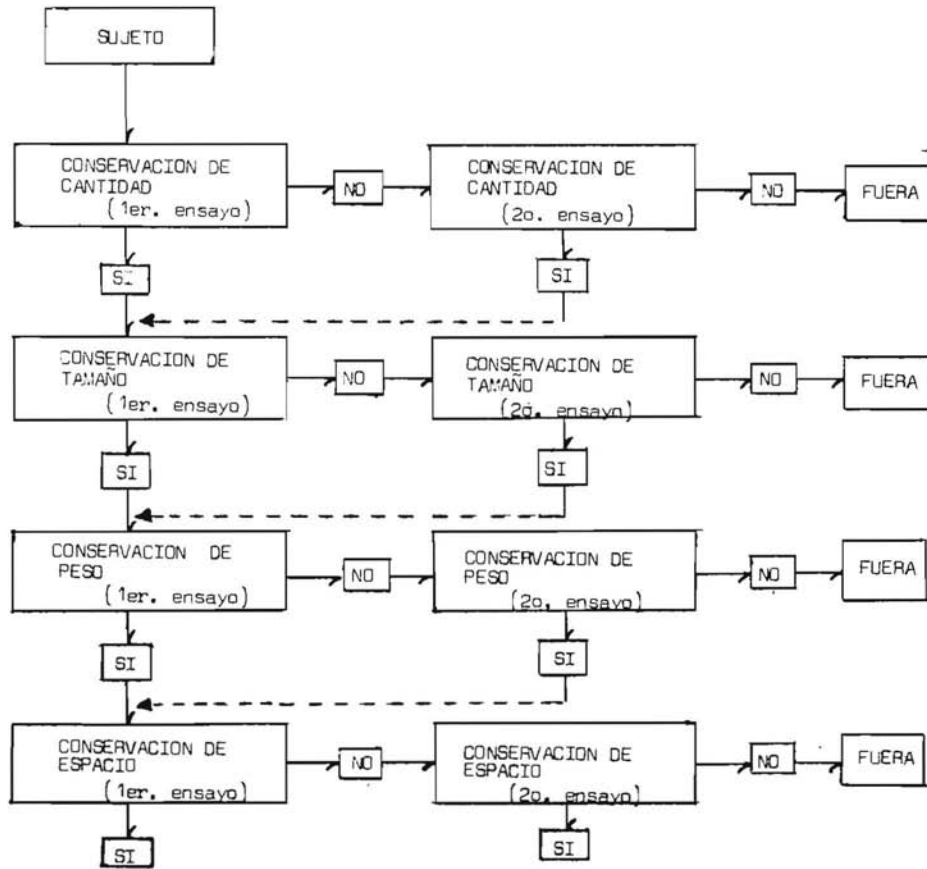 SUJETO
CONSERVACION DE
CANTIDAD
(1er. ensayo)
NO
CONSERVACION DE
CANTIDAD
(2o. ensayo)
NO
FUERA
SI
SI
CONSERVACION DE
TAMAÑO
(1er. ensayo)
NO
CONSERVACION DE
TAMAÑO
(2o. ensayo)
NO
FUERA
SI
SI
CONSERVACION DE
PESO
(1er. ensayo)
NO
CONSERVACION DE
PESO
(2o. ensayo)
NO
FUERA
SI
SI
CONSERVACION DE
ESPACIO
(1er. ensayo)
NO
CONSERVACION DE
ESPACIO
(2o. ensayo)
NO
FUERA
SI
SI